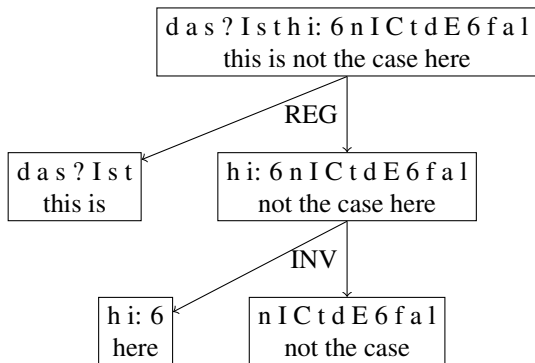 d a s ? I s t h i: 6 n I C t d E 6 f a l
this is not the case here
REG
d a s ? I s t
this is
h i: 6 n I C t d E 6 f a l
not the case here
INV
h i: 6
here
n I C t d E 6 f a l
not the case